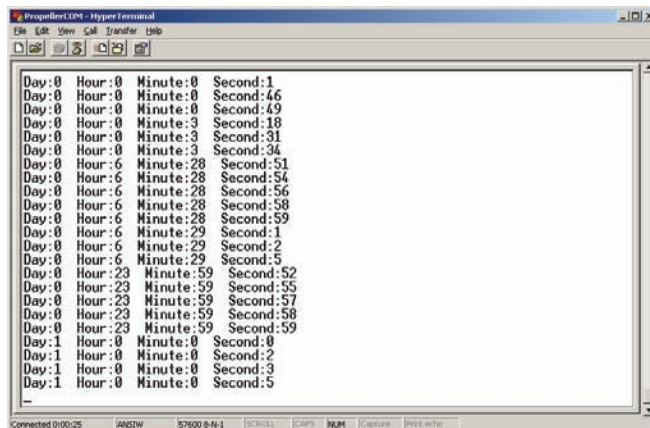 PropellerCOM - HyperTerminal
File Edit View Call Transfer Help
Day:0 Hour:0 Minute:0 Second:1
Day:0 Hour:0 Minute:0 Second:46
Day:0 Hour:0 Minute:0 Second:49
Day:0 Hour:0 Minute:3 Second:18
Day:0 Hour:0 Minute:3 Second:31
Day:0 Hour:0 Minute:3 Second:34
Day:0 Hour:6 Minute:28 Second:51
Day:0 Hour:6 Minute:28 Second:54
Day:0 Hour:6 Minute:28 Second:56
Day:0 Hour:6 Minute:28 Second:58
Day:0 Hour:6 Minute:28 Second:59
Day:0 Hour:6 Minute:29 Second:1
Day:0 Hour:6 Minute:29 Second:2
Day:0 Hour:6 Minute:29 Second:5
Day:0 Hour:23 Minute:59 Second:52
Day:0 Hour:23 Minute:59 Second:55
Day:0 Hour:23 Minute:59 Second:57
Day:0 Hour:23 Minute:59 Second:58
Day:0 Hour:23 Minute:59 Second:59
Day:1 Hour:0 Minute:0 Second:0
Day:1 Hour:0 Minute:0 Second:2
Day:1 Hour:0 Minute:0 Second:3
Day:1 Hour:0 Minute:0 Second:5
Connected 0:00:25 ANSIW 57600 8-N-1 SCROLL CAPS NUM Capture Print echo